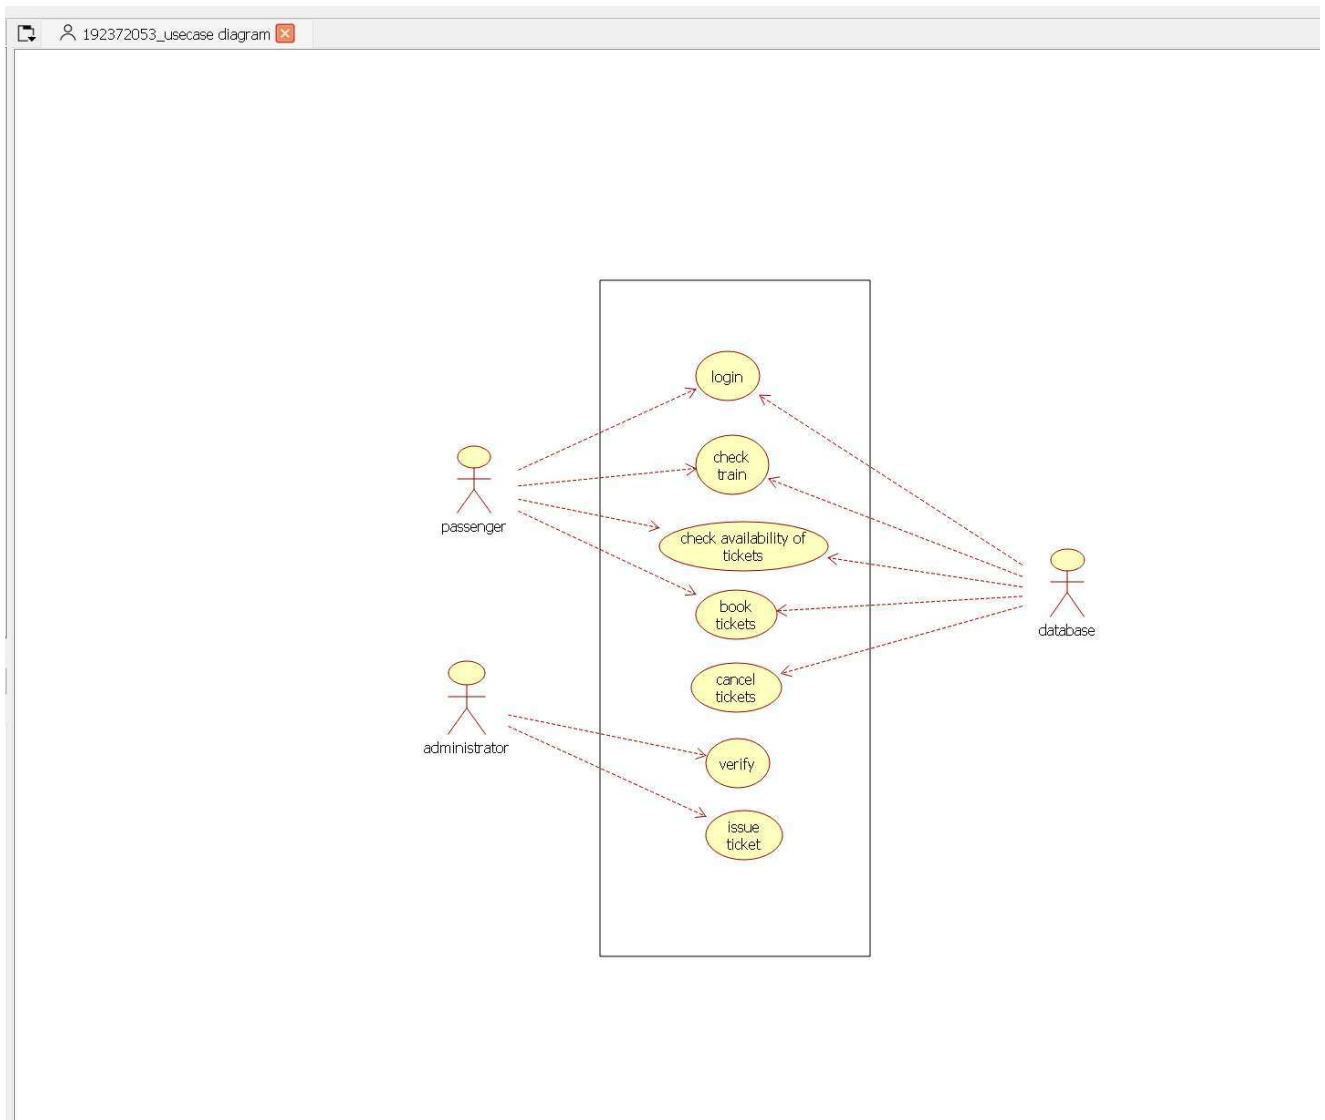 192372053_usecase diagram
login
check
train
passenger
check availability of
tickets
book
tickets
database
cancel
tickets
administrator
verify
issue
ticket